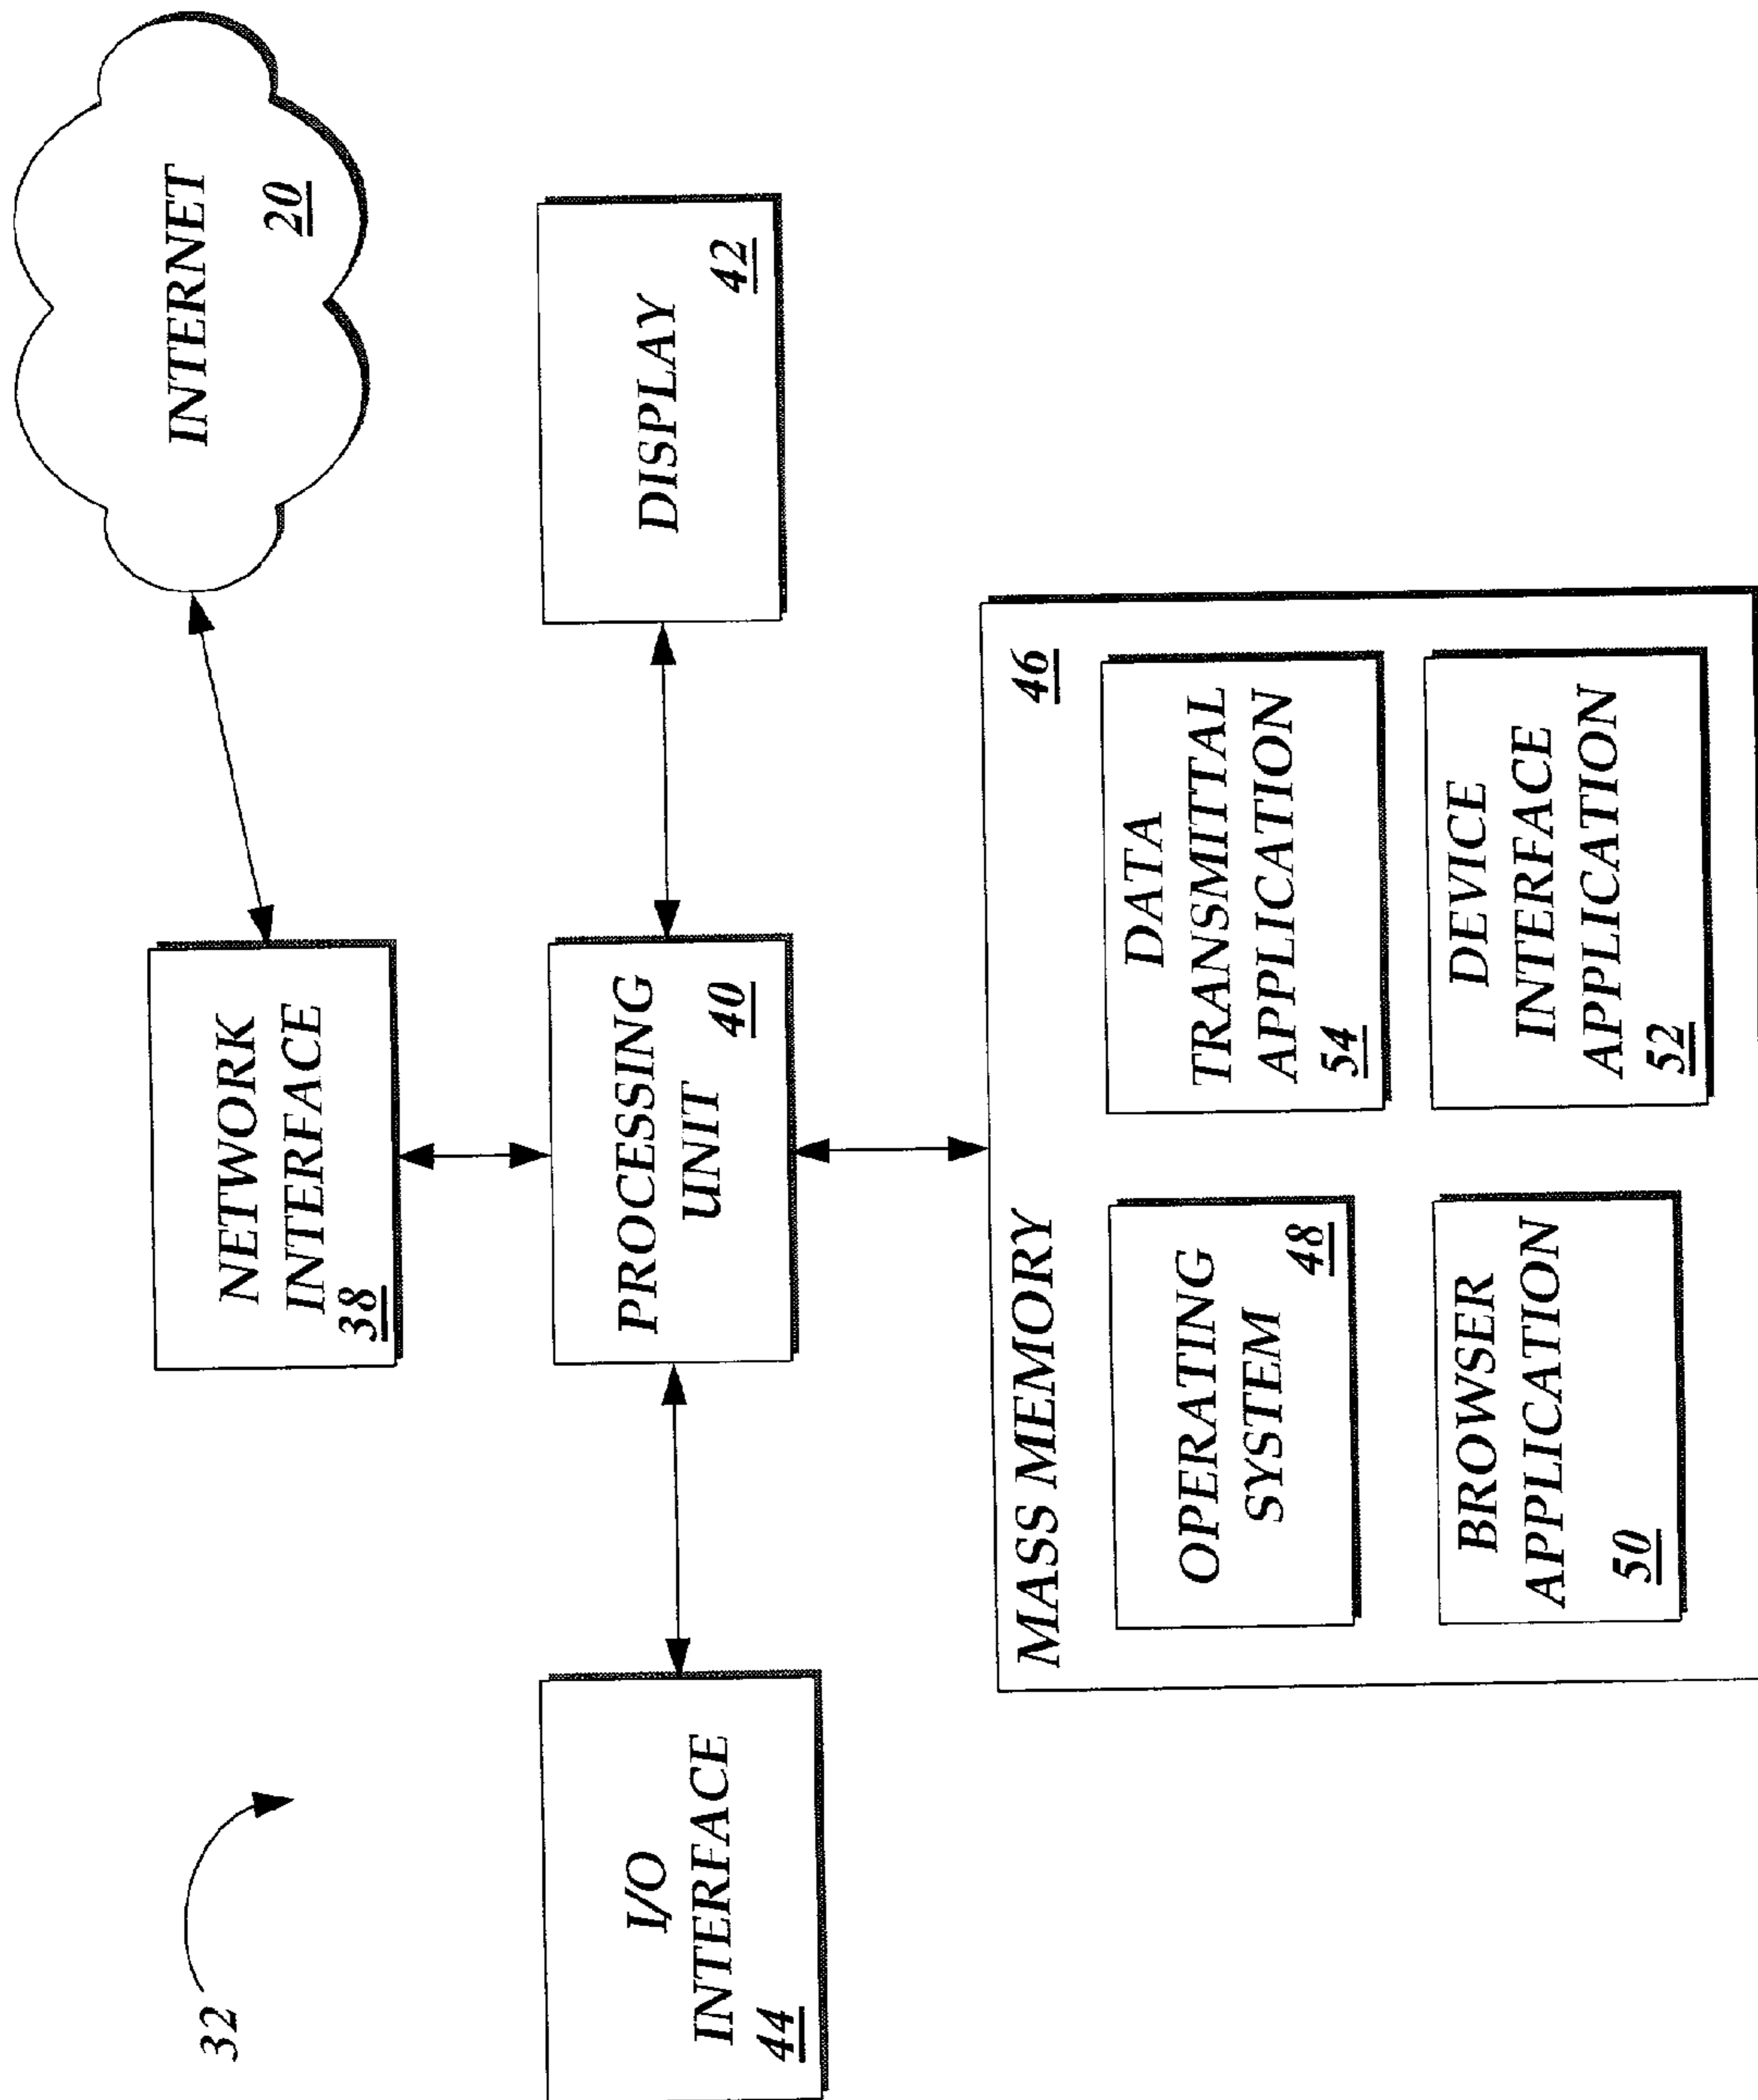 32
INTERNET
20
NETWORK
INTERFACE
38
I/O
INTERFACE
44
PROCESSING
UNIT
40
DISPLAY
42
MASS MEMORY
46
OPERATING
SYSTEM
48
DATA
TRANSMITTAL
APPLICATION
54
BROWSER
APPLICATION
50
DEVICE
INTERFACE
APPLICATION
52